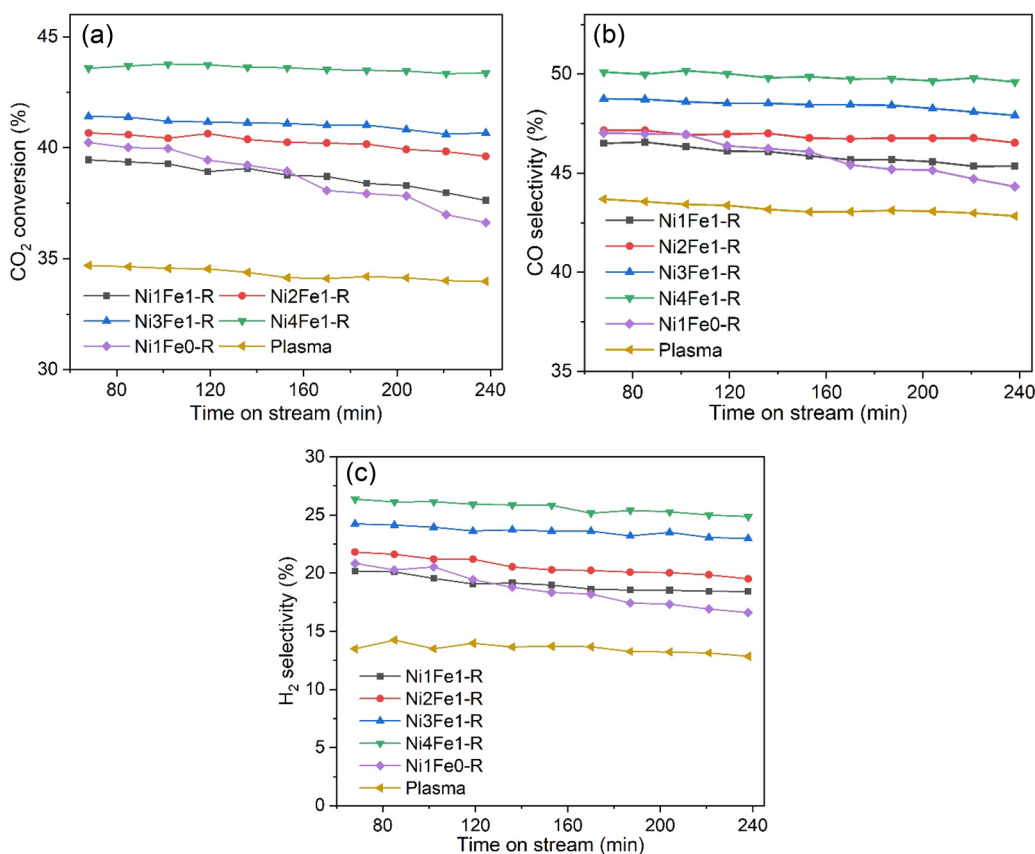 (a)
CO2 conversion (%)
45
40
35
30
Ni1Fe1-R Ni2Fe1-R
Ni3Fe1-R Ni4Fe1-R
Ni1Fe0-R Plasma
80 120 160 200 240
Time on stream (min)
(b)
CO selectivity (%)
50
45
40
35
Ni1Fe1-R
Ni2Fe1-R
Ni3Fe1-R
Ni4Fe1-R
Ni1Fe0-R
Plasma
80 120 160 200 240
Time on stream (min)
(c)
H2 selectivity (%)
30
25
20
15
10
5
0
Ni1Fe1-R
Ni2Fe1-R
Ni3Fe1-R
Ni4Fe1-R
Ni1Fe0-R
Plasma
80 120 160 200 240
Time on stream (min)